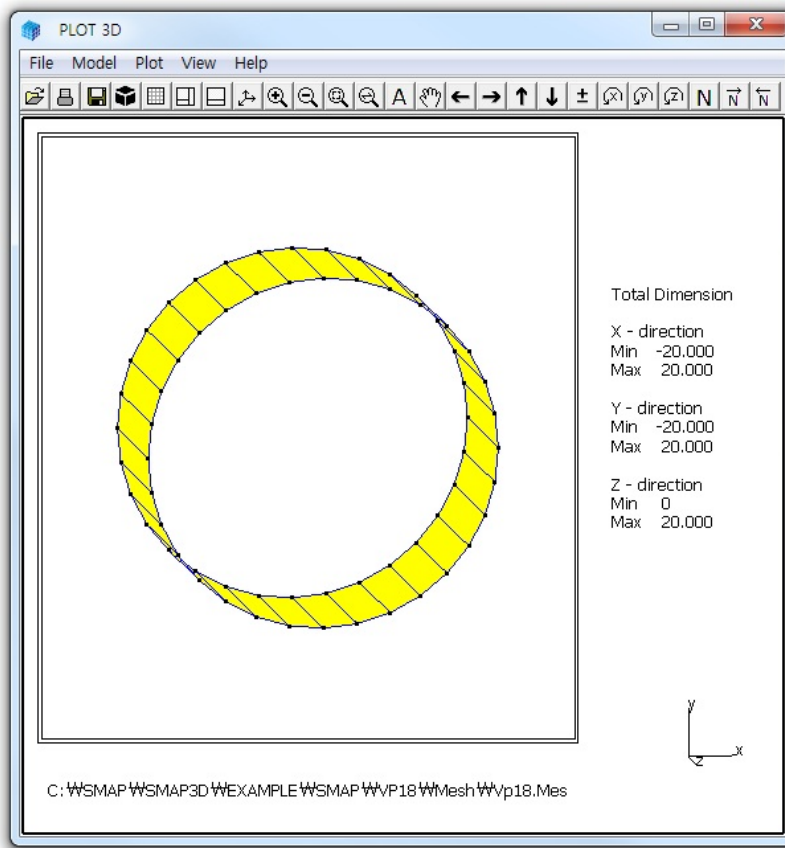 PLOT 3D
File Model Plot View Help
A X Y Z N N N
Total Dimension
X - direction
Min -20.000
Max 20.000
Y - direction
Min -20.000
Max 20.000
Z - direction
Min 0
Max 20.000
y
x
z
C:₩SMAP₩SMAP3D₩EXAMPLE₩SMAP₩VP18₩Mesh₩Vp18.Mes